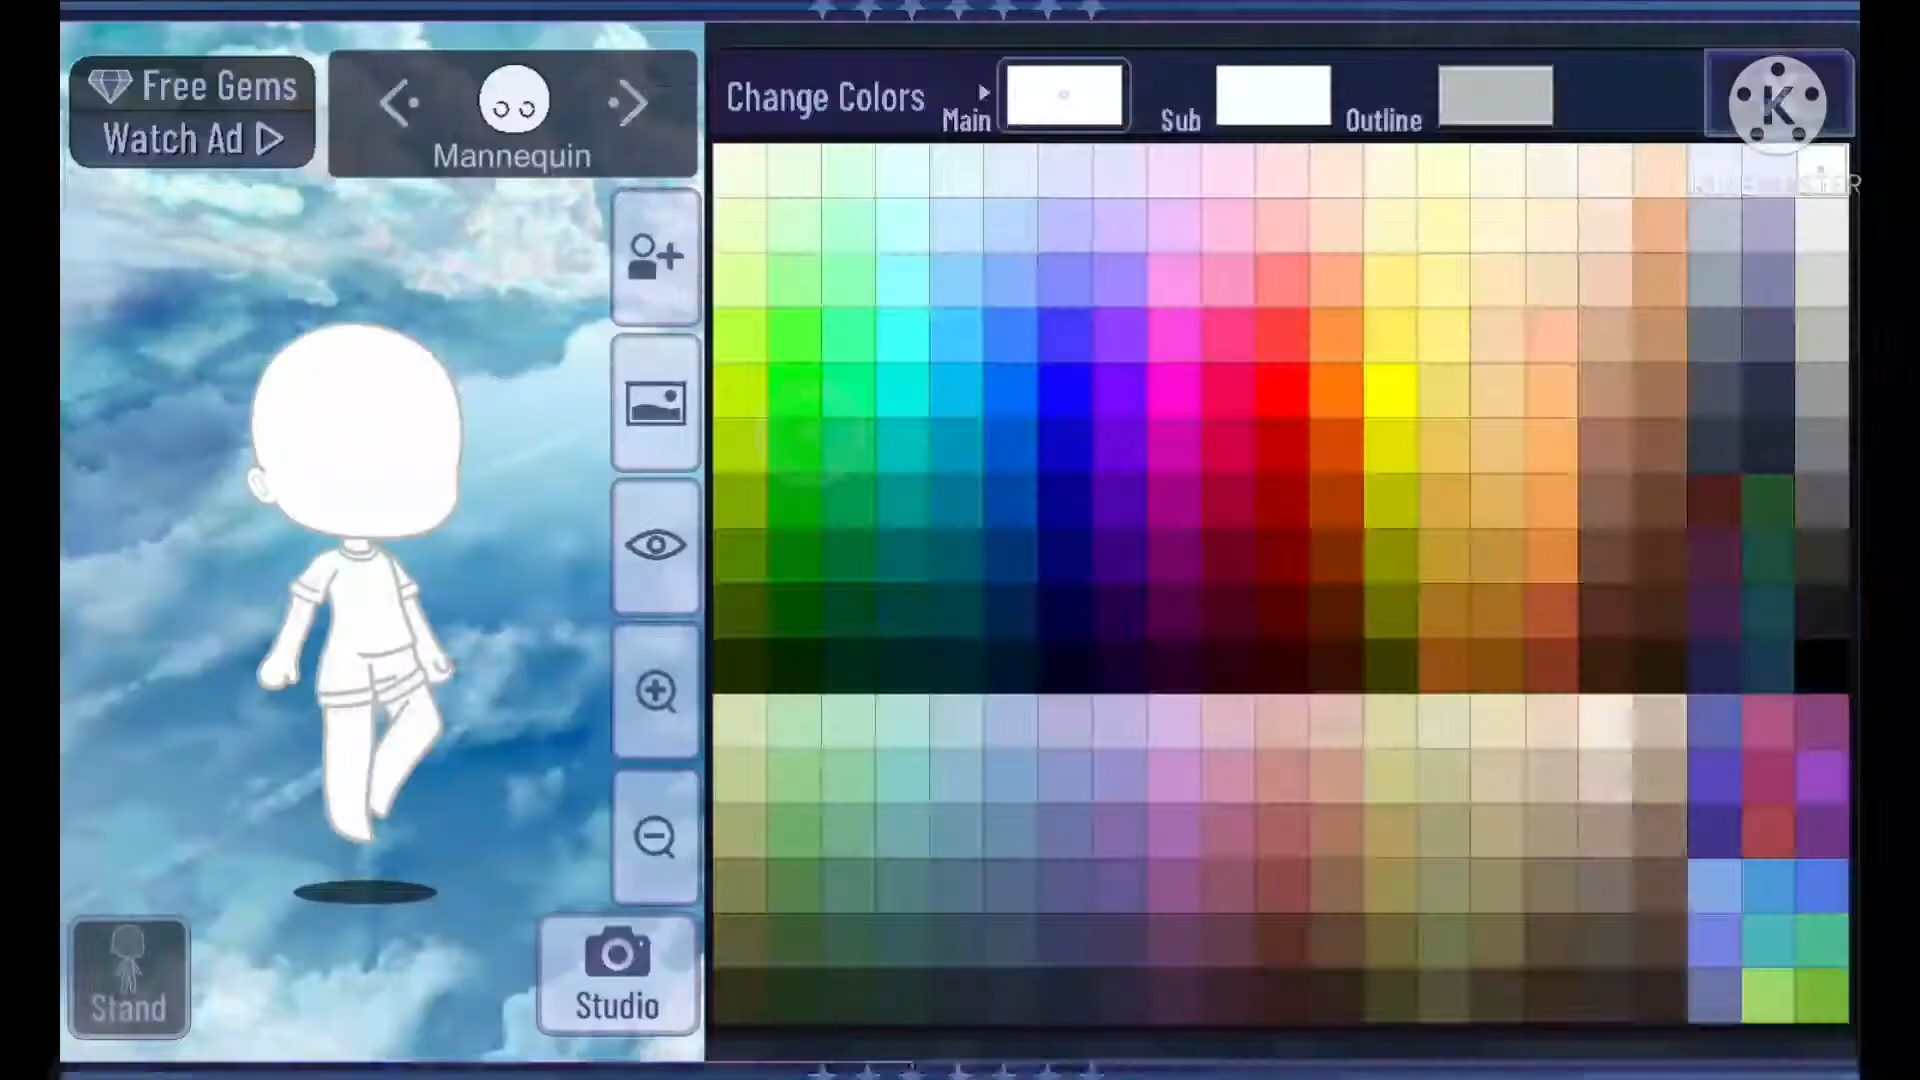 Free Gems
Watch Ad
Mannequin
Change Colors
Main
Sub
Outline
K
Stand
Studio